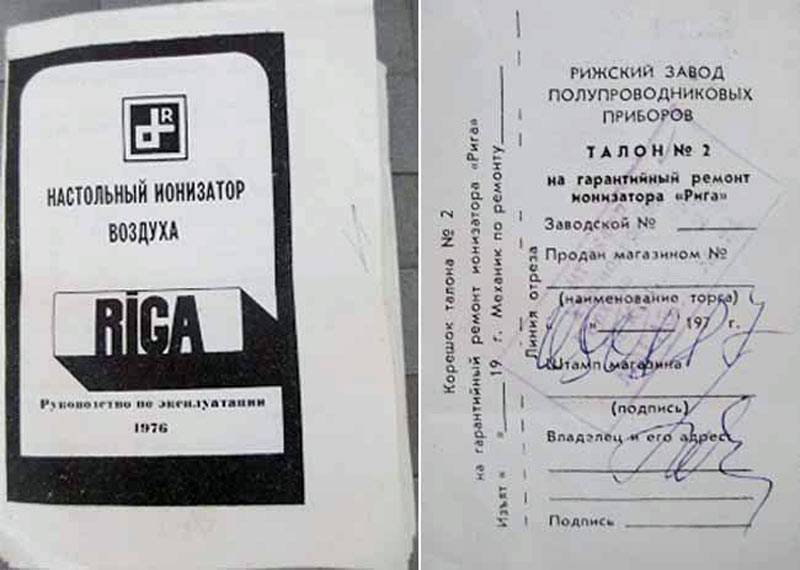 R
НАСТОЛЬНЫЙ ИОНИЗАТОР
ВОЗДУХА
RĪGA
Руководство по эксплуатации
1976
Корешок талона № 2
на гарантийный ремонт ионизатора «Рига»
Изъят « » 19 г. Механик по ремонту
Линия отреза
РИЖСКИЙ ЗАВОД
ПОЛУПРОВОДНИКОВЫХ
ПРИБОРОВ
ТАЛОН № 2
на гарантийный ремонт
ионизатора «Рига»
Заводской №
Продан магазином №
(наименование торга)
« » 197 г.
Штамп магазина
(подпись)
Владелец и его адрес
Подпись